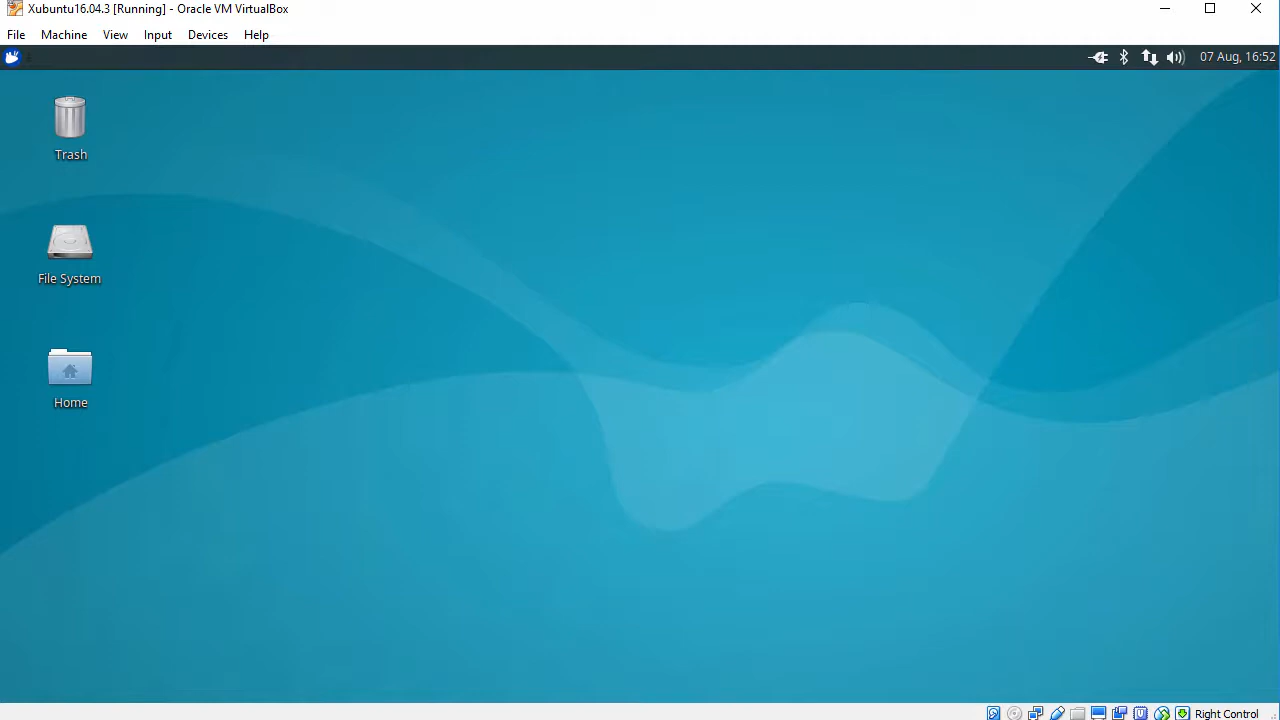 Xubuntu16.04.3 [Running] - Oracle VM VirtualBox
File Machine View Input Devices Help
07 Aug, 16:52
Trash
File System
Home
Right Control